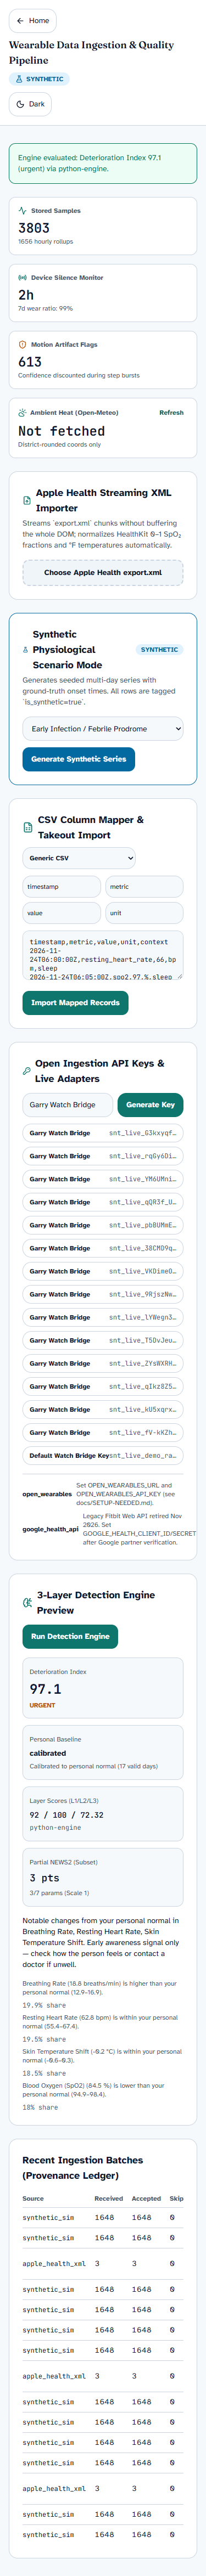 Home
Wearable Data Ingestion & Quality
Pipeline
SYNTHETIC
Dark
Engine evaluated: Deterioration Index 97.1
(urgent) via python-engine.
Stored Samples
3803
1656 hourly rollups
Device Silence Monitor
2h
7d wear ratio: 99%
Motion Artifact Flags
613
Confidence discounted during step bursts
Ambient Heat (Open-Meteo)
Refresh
Not fetched
District-rounded coords only
Apple Health Streaming XML
Importer
Streams `export.xml` chunks without buffering
the whole DOM; normalizes HealthKit 0–1 SpO₂
fractions and °F temperatures automatically.
Choose Apple Health export.xml
Synthetic
Physiological
Scenario Mode
SYNTHETIC
Generates seeded multi-day series with
ground-truth onset times. All rows are tagged
`is_synthetic=true`.
Early Infection / Febrile Prodrome
Generate Synthetic Series
CSV Column Mapper &
Takeout Import
Generic CSV
timestamp
metric
value
unit
timestamp,metric,value,unit,context
2026-11-
24T06:00:00Z,resting_heart_rate,66,bp
m,sleep
2026-11-24T06:05:00Z,spo2,97,%,sleep
Import Mapped Records
Open Ingestion API Keys &
Live Adapters
Garry Watch Bridge
Generate Key
Garry Watch Bridge snt_live_G3kxyqf…
Garry Watch Bridge snt_live_rqGy6Di…
Garry Watch Bridge snt_live_YM6UMni…
Garry Watch Bridge snt_live_qQR3f_U…
Garry Watch Bridge snt_live_pbBUMmE…
Garry Watch Bridge snt_live_38CMD9q…
Garry Watch Bridge snt_live_VKDimeO…
Garry Watch Bridge snt_live_9RjszNw…
Garry Watch Bridge snt_live_lYWegn3…
Garry Watch Bridge snt_live_T5DvJeu…
Garry Watch Bridge snt_live_ZYsWXRH…
Garry Watch Bridge snt_live_qIkz8Z5…
Garry Watch Bridge snt_live_kU5xqrx…
Garry Watch Bridge snt_live_fV-kKZh…
Default Watch Bridge Key snt_live_demo_ra…
open_wearables
Set OPEN_WEARABLES_URL and
OPEN_WEARABLES_API_KEY (see
docs/SETUP-NEEDED.md).
google_health_api
Legacy Fitbit Web API retired Nov
2026. Set
GOOGLE_HEALTH_CLIENT_ID/SECRET
after Google partner verification.
3-Layer Detection Engine
Preview
Run Detection Engine
Deterioration Index
97.1
URGENT
Personal Baseline
calibrated
Calibrated to personal normal (17 valid days)
Layer Scores (L1/L2/L3)
92 / 100 / 72.32
python-engine
Partial NEWS2 (Subset)
3 pts
3/7 params (Scale 1)
Notable changes from your personal normal in
Breathing Rate, Resting Heart Rate, Skin
Temperature Shift. Early awareness signal only
— check how the person feels or contact a
doctor if unwell.
Breathing Rate (18.8 breaths/min) is higher than your
personal normal (12.9–16.9).
19.9% share
Resting Heart Rate (62.8 bpm) is within your personal
normal (55.4–67.4).
19.5% share
Skin Temperature Shift (-0.2 °C) is within your
personal normal (-0.6–0.3).
18.5% share
Blood Oxygen (SpO2) (84.5 %) is lower than your
personal normal (94.9–98.4).
18% share
Recent Ingestion Batches
(Provenance Ledger)
Source Received Accepted Skip
synthetic_sim 1648 1648 0
synthetic_sim 1648 1648 0
apple_health_xml 3 3 0
synthetic_sim 1648 1648 0
synthetic_sim 1648 1648 0
synthetic_sim 1648 1648 0
synthetic_sim 1648 1648 0
apple_health_xml 3 3 0
synthetic_sim 1648 1648 0
synthetic_sim 1648 1648 0
synthetic_sim 1648 1648 0
synthetic_sim 1648 1648 0
apple_health_xml 3 3 0
synthetic_sim 1648 1648 0
synthetic_sim 1648 1648 0